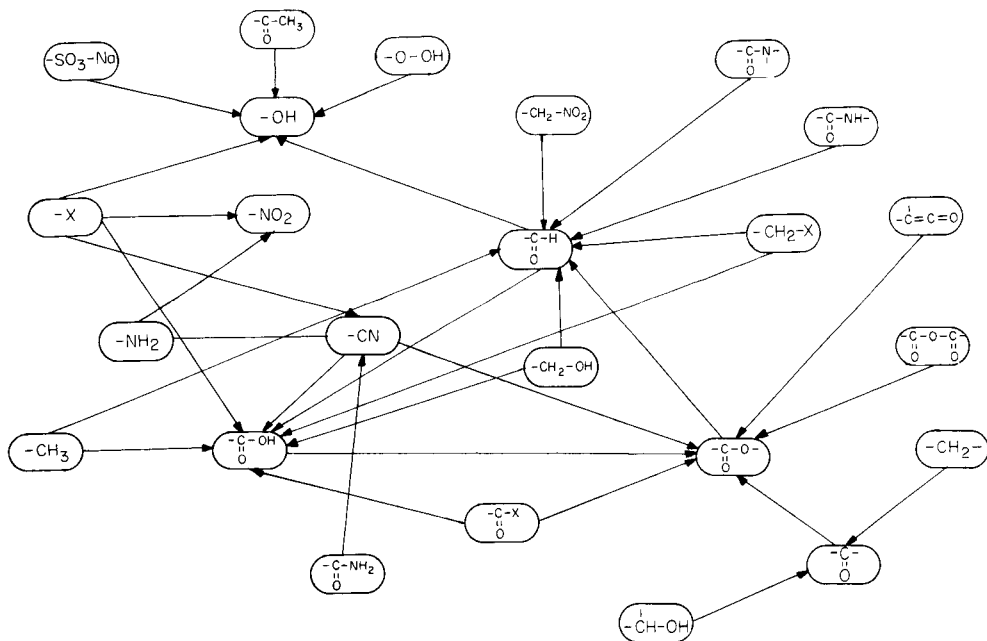 -C-CH3
O
-SO3-Na
-O-OH
-OH
-C-N-
O
-CH2-NO2
-C-NH-
O
-X
-NO2
-C=C=O
-C-H
O
-CH2-X
-NH2
-CN
-CH2-OH
-C-O-C-
O O
-CH3
-C-OH
O
-C-O-
O
-CH2-
-C-X
O
-C-NH2
O
-C-
O
-CH-OH